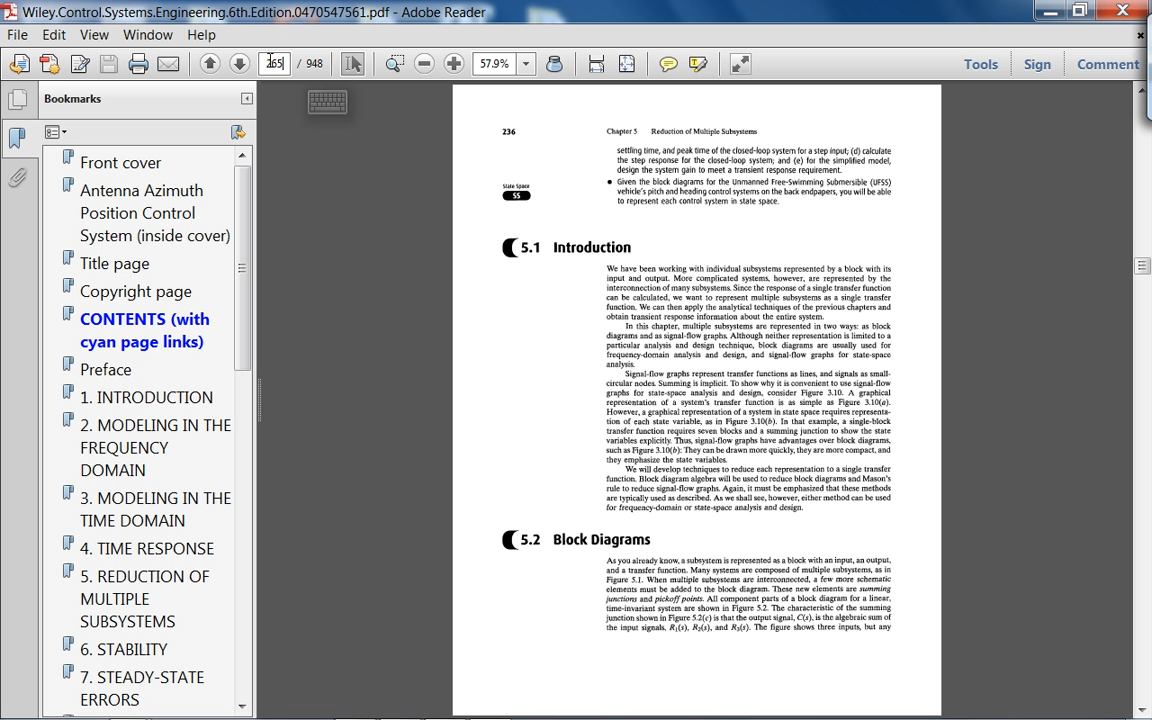 Wiley.Control.Systems.Engineering.6th.Edition.0470547561.pdf - Adobe Reader
File Edit View Window Help
265 / 948 57.9% Tools Sign Comment
Bookmarks
Front cover
Antenna Azimuth
Position Control
System (inside cover)
Title page
Copyright page
CONTENTS (with
cyan page links)
Preface
1. INTRODUCTION
2. MODELING IN THE
FREQUENCY
DOMAIN
3. MODELING IN THE
TIME DOMAIN
4. TIME RESPONSE
5. REDUCTION OF
MULTIPLE
SUBSYSTEMS
6. STABILITY
7. STEADY-STATE
ERRORS
236 Chapter 5 Reduction of Multiple Subsystems
settling time, and peak time of the closed-loop system for a step input; (d) calculate
the step response for the closed-loop system; and (e) for the simplified model,
design the system gain to meet a transient response requirement.
State Space
SS
• Given the block diagrams for the Unmanned Free-Swimming Submersible (UFSS)
vehicle's pitch and heading control systems on the back endpapers, you will be able
to represent each control system in state space.
5.1 Introduction
We have been working with individual subsystems represented by a block with its
input and output. More complicated systems, however, are represented by the
interconnection of many subsystems. Since the response of a single transfer function
can be calculated, we want to represent multiple subsystems as a single transfer
function. We can then apply the analytical techniques of the previous chapters and
obtain transient response information about the entire system.
In this chapter, multiple subsystems are represented in two ways: as block
diagrams and as signal-flow graphs. Although neither representation is limited to a
particular analysis and design technique, block diagrams are usually used for
frequency-domain analysis and design, and signal-flow graphs for state-space
analysis.
Signal-flow graphs represent transfer functions as lines, and signals as small-
circular nodes. Summing is implicit. To show why it is convenient to use signal-flow
graphs for state-space analysis and design, consider Figure 3.10. A graphical
representation of a system's transfer function is as simple as Figure 3.10(a).
However, a graphical representation of a system in state space requires representa-
tion of each state variable, as in Figure 3.10(b). In that example, a single-block
transfer function requires seven blocks and a summing junction to show the state
variables explicitly. Thus, signal-flow graphs have advantages over block diagrams,
such as Figure 3.10(b): They can be drawn more quickly, they are more compact, and
they emphasize the state variables.
We will develop techniques to reduce each representation to a single transfer
function. Block diagram algebra will be used to reduce block diagrams and Mason's
rule to reduce signal-flow graphs. Again, it must be emphasized that these methods
are typically used as described. As we shall see, however, either method can be used
for frequency-domain or state-space analysis and design.
5.2 Block Diagrams
As you already know, a subsystem is represented as a block with an input, an output,
and a transfer function. Many systems are composed of multiple subsystems, as in
Figure 5.1. When multiple subsystems are interconnected, a few more schematic
elements must be added to the block diagram. These new elements are summing
junctions and pickoff points. All component parts of a block diagram for a linear,
time-invariant system are shown in Figure 5.2. The characteristic of the summing
junction shown in Figure 5.2(c) is that the output signal, C(s), is the algebraic sum of
the input signals, R₁(s), R₂(s), and R₃(s). The figure shows three inputs, but any